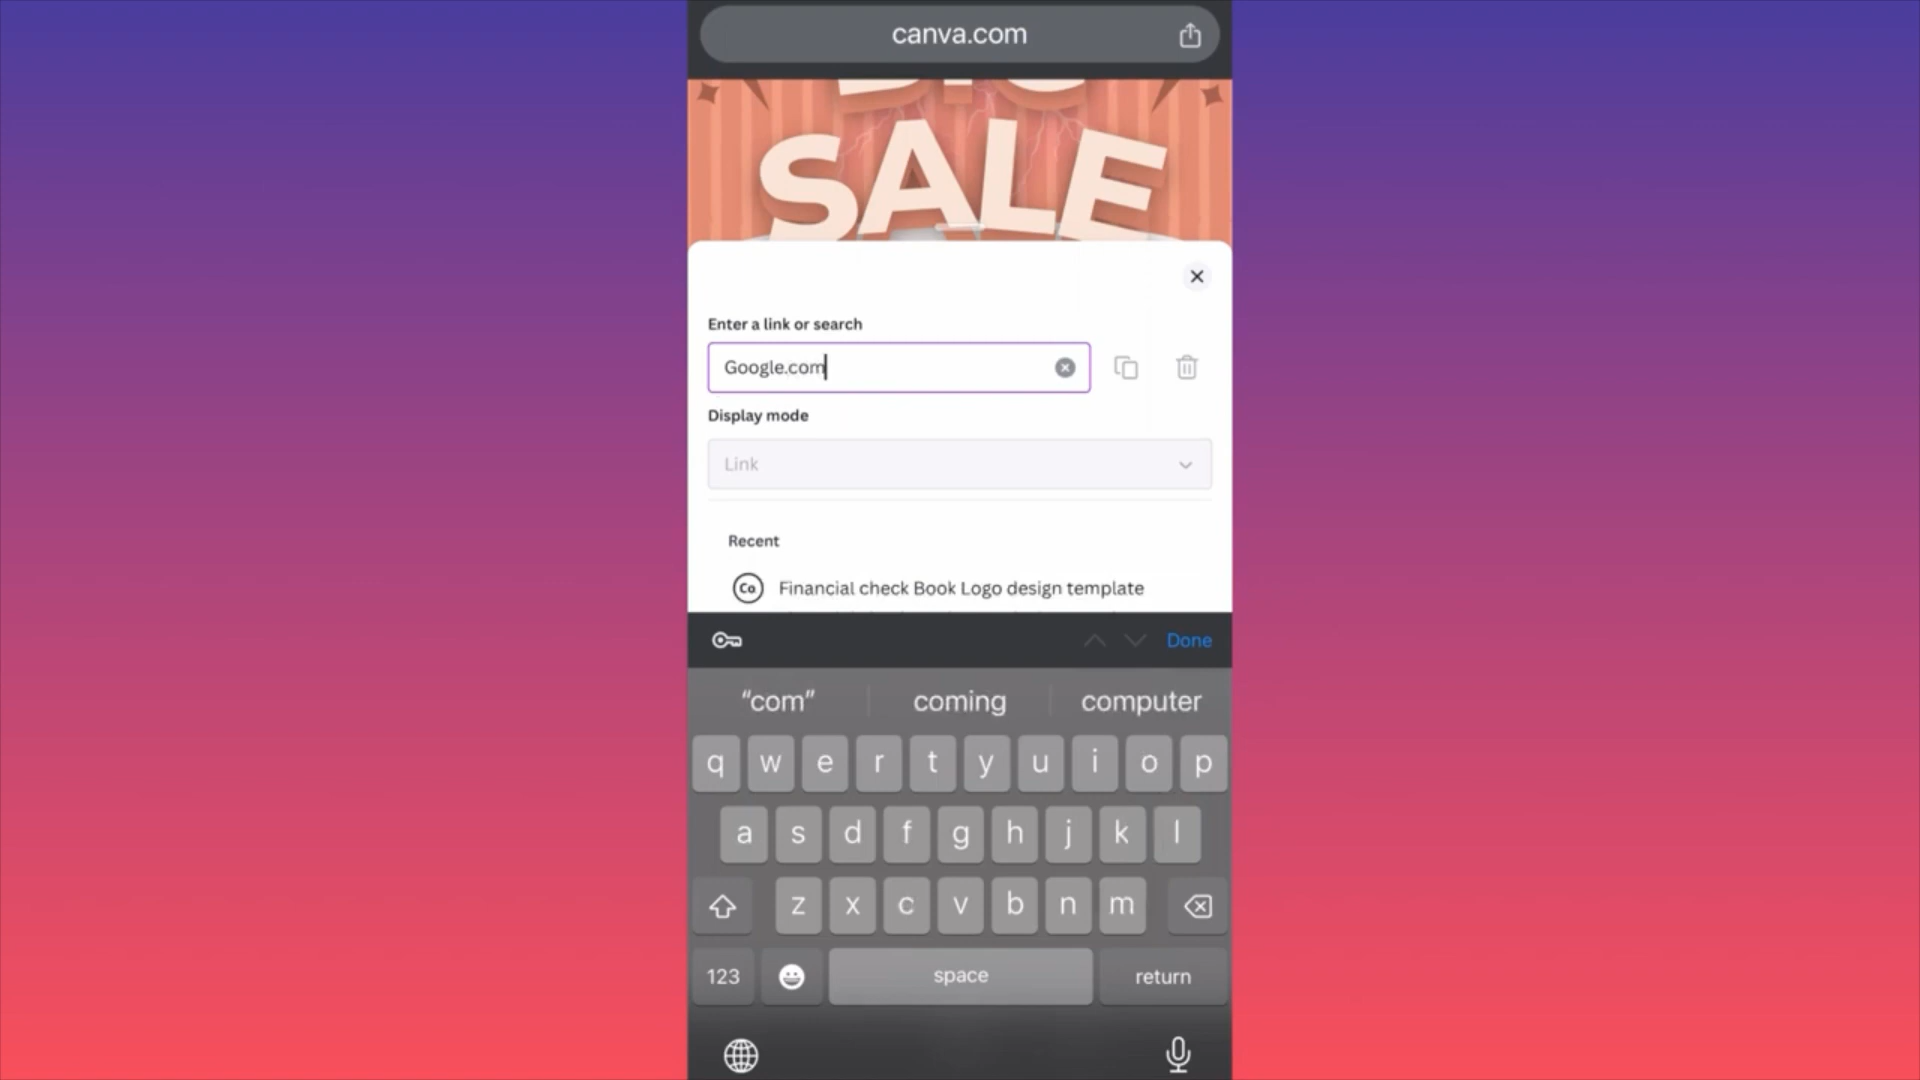 canva.com
SALE
Enter a link or search
Google.com
Display mode
Link
Recent
Co Financial check Book Logo design template
Done
“com” coming computer
q w e r t y u i o p
a s d f g h j k l
z x c v b n m
123 space return